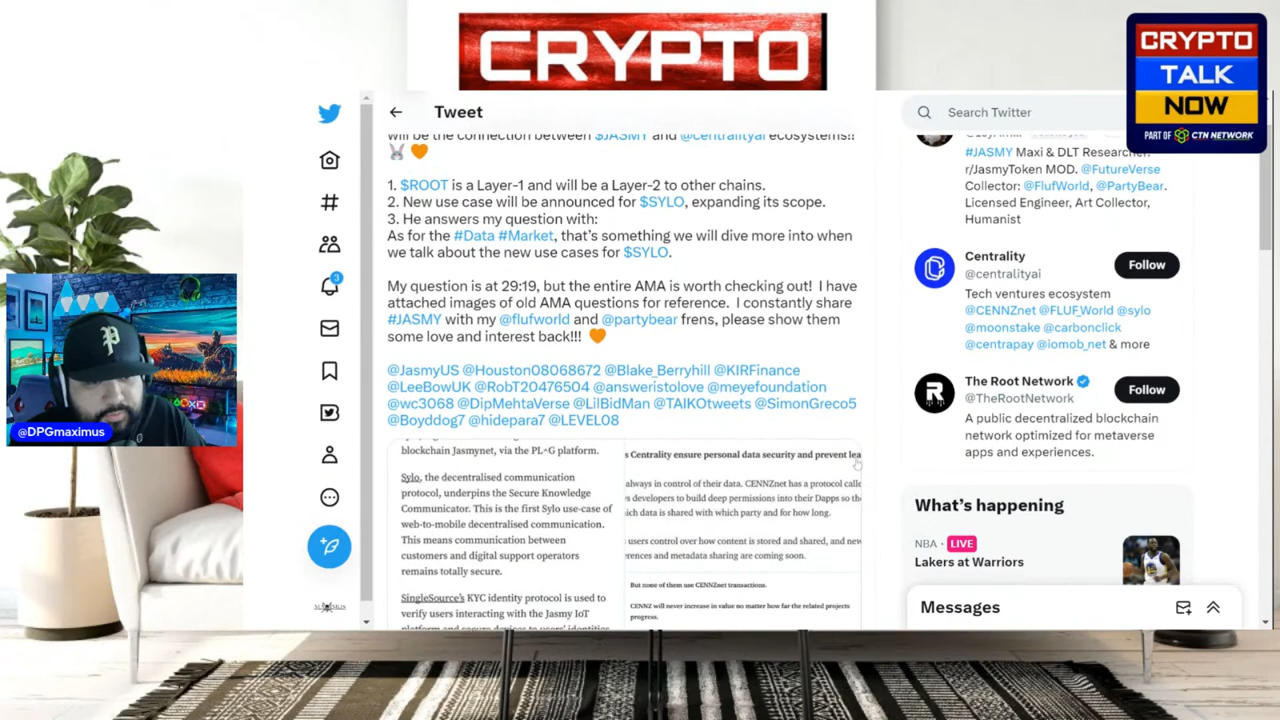 CRYPTO
CRYPTO
TALK
NOW
PART OF CTN NETWORK
Tweet
Search Twitter
will be the connection between $JASMY and @centralityai ecosystems!!
1. $ROOT is a Layer-1 and will be a Layer-2 to other chains.
2. New use case will be announced for $SYLO, expanding its scope.
3. He answers my question with:
As for the #Data #Market, that's something we will dive more into when
we talk about the new use cases for $SYLO.
My question is at 29:19, but the entire AMA is worth checking out! I have
attached images of old AMA questions for reference. I constantly share
#JASMY with my @flufworld and @partybear frens, please show them
some love and interest back!!!
@JasmyUS @Houston08068672 @Blake_Berryhill @KIRFinance
@LeeBowUK @RobT20476504 @answeristolove @meyefoundation
@wc3068 @DipMehtaVerse @LilBidMan @TAIKOtweets @SimonGreco5
@Boyddog7 @hidepara7 @LEVEL08
blockchain Jasmynet, via the PL^G platform.
Sylo, the decentralised communication
protocol, underpins the Secure Knowledge
Communicator. This is the first Sylo use-case of
web-to-mobile decentralised communication.
This means communication between
customers and digital support operators
remains totally secure.
SingleSource's KYC identity protocol is used to
verify users interacting with the Jasmy IoT
platform and secure devices to users' identities
s Centrality ensure personal data security and prevent lea
always in control of their data. CENNZnet has a protocol calle
s developers to build deep permissions into their Dapps so th
ich data is shared with which party and for how long.
users control over how content is stored and shared, and new
rences and metadata sharing are coming soon.
But none of them use CENNZnet transactions.
CENNZ will never increase in value no matter how far the related projects
progress.
#JASMY Maxi & DLT Researcher.
r/JasmyToken MOD. @FutureVerse
Collector: @FlufWorld, @PartyBear.
Licensed Engineer, Art Collector,
Humanist
Centrality
@centralityai
Follow
Tech ventures ecosystem
@CENNZnet @FLUF_World @sylo
@moonstake @carbonclick
@centrapay @iomob_net & more
The Root Network
@TheRootNetwork
Follow
A public decentralized blockchain
network optimized for metaverse
apps and experiences.
What's happening
NBA · LIVE
Lakers at Warriors
Messages
3
P
@DPGmaximus